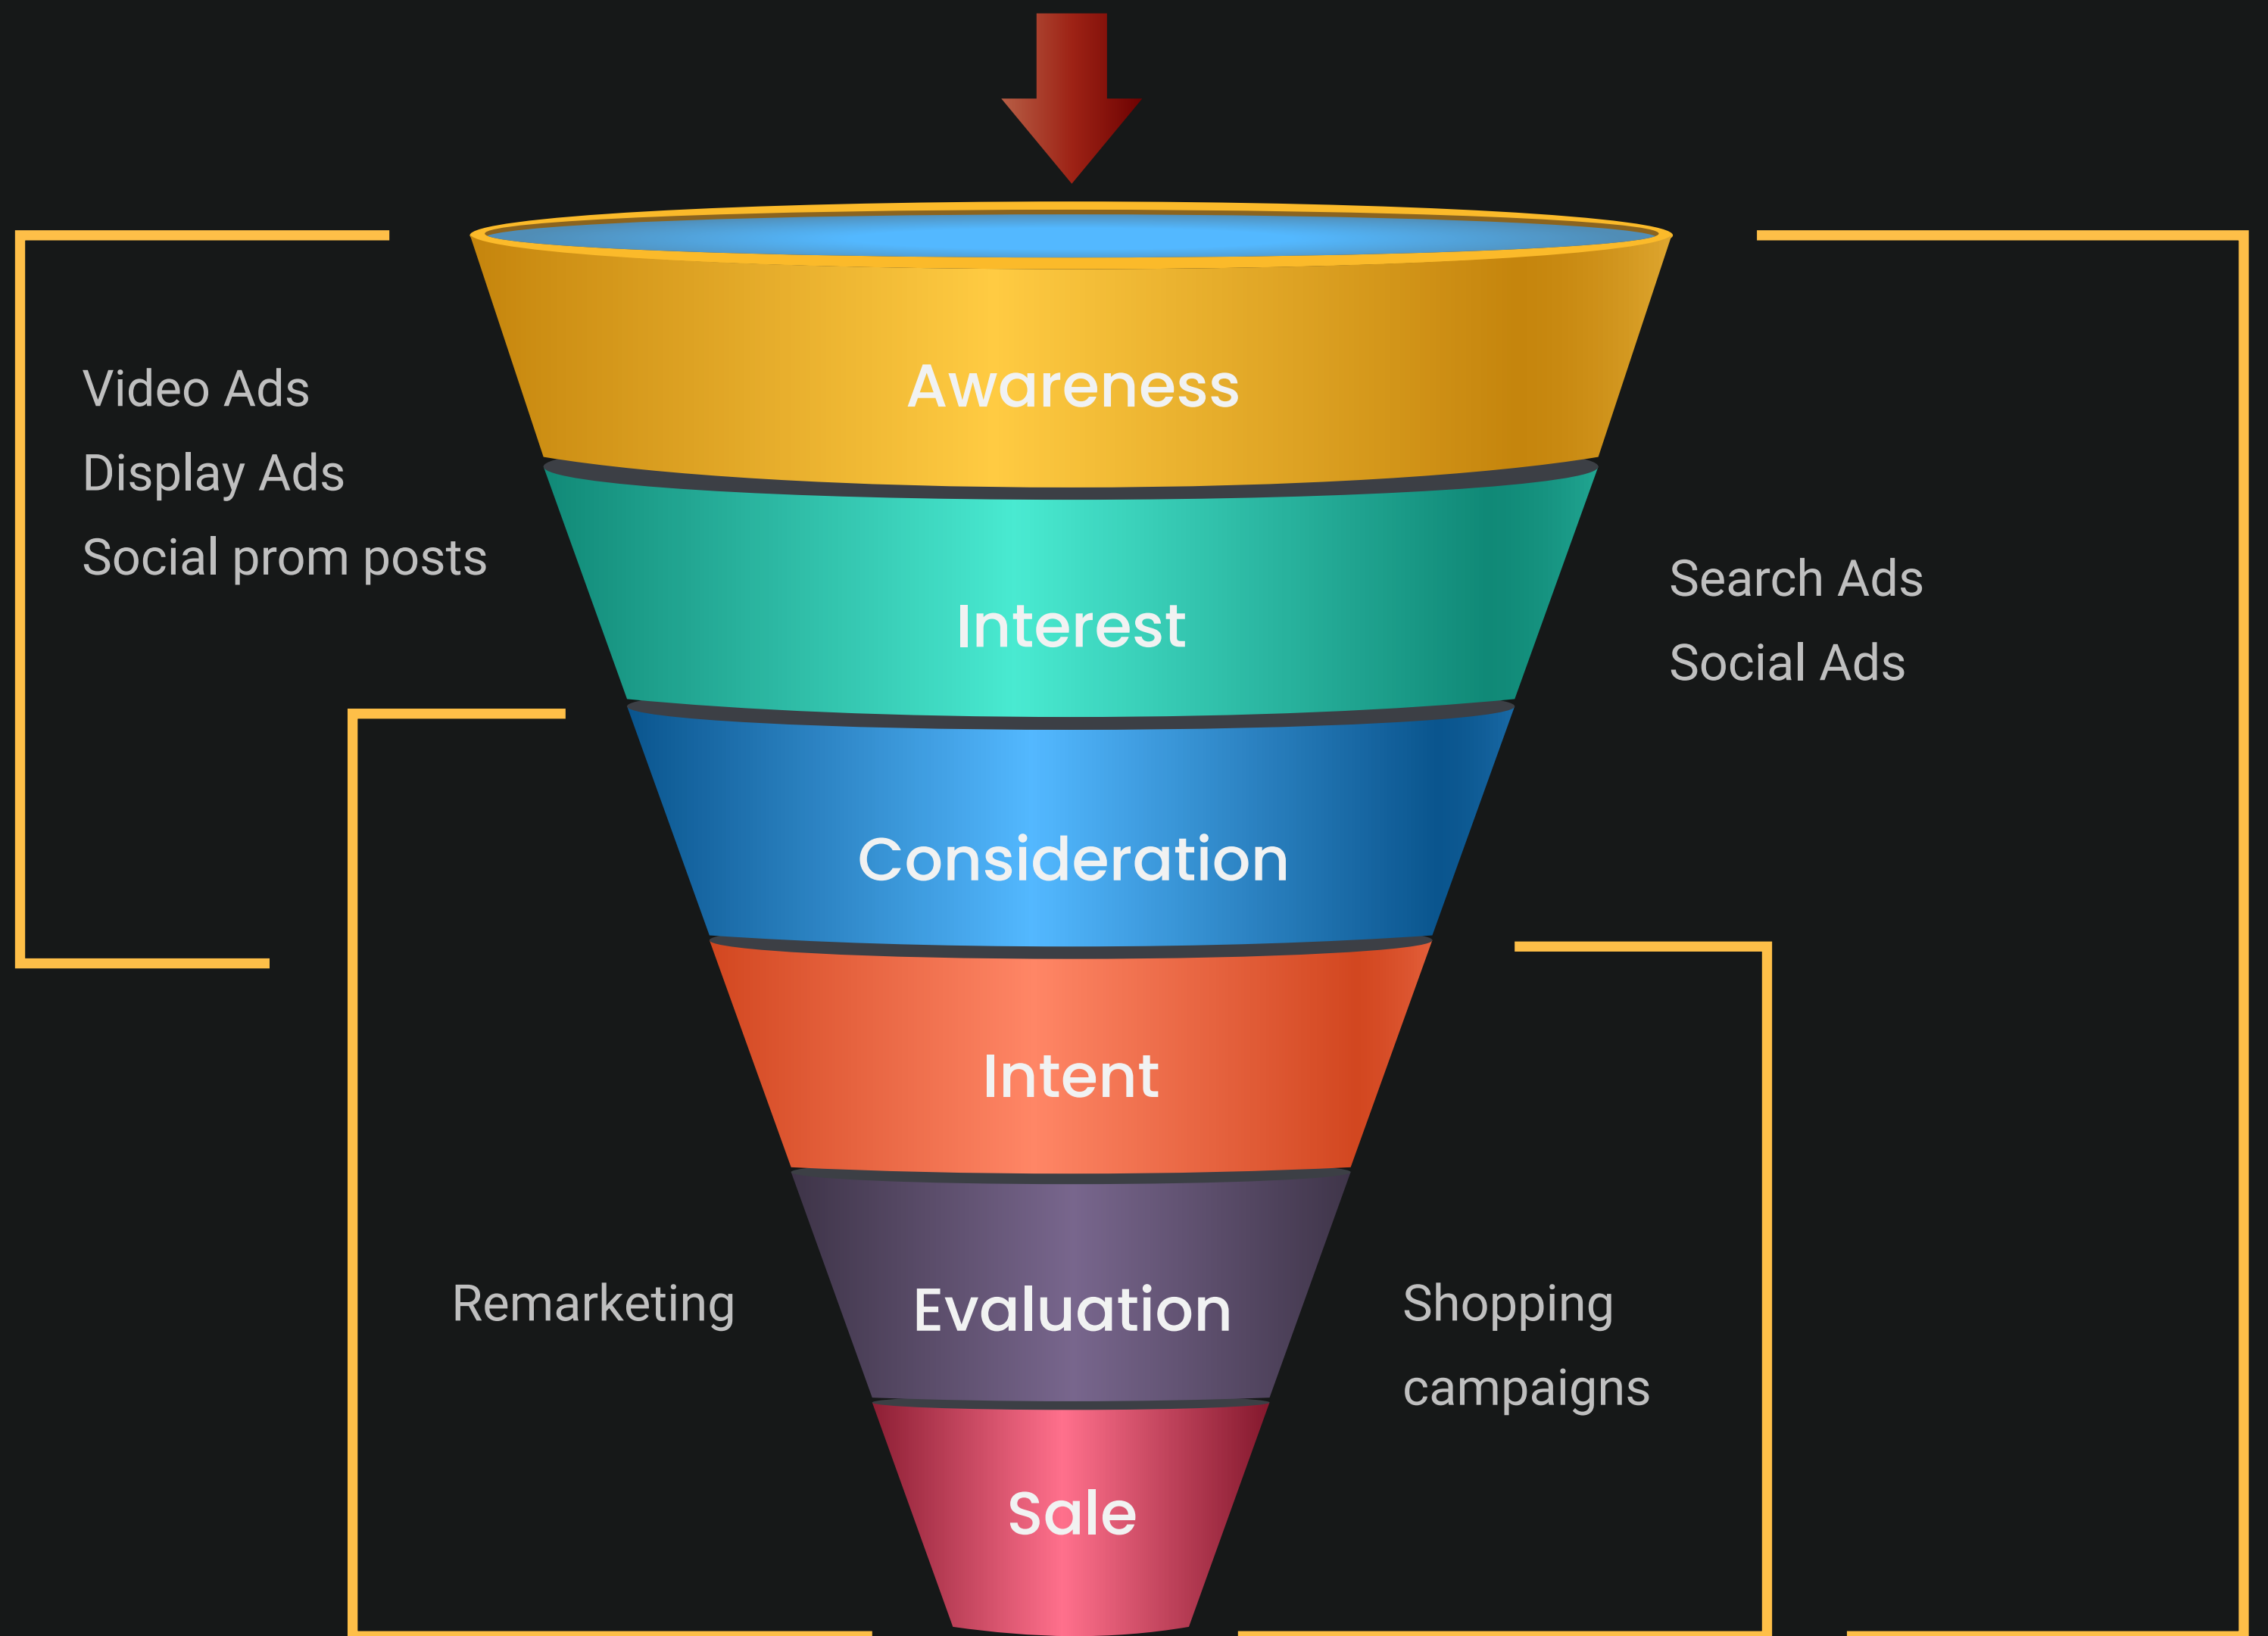 Awareness
Video Ads
Display Ads
Social prom posts
Interest
Search Ads
Social Ads
Consideration
Intent
Remarketing
Evaluation
Shopping
campaigns
Sale